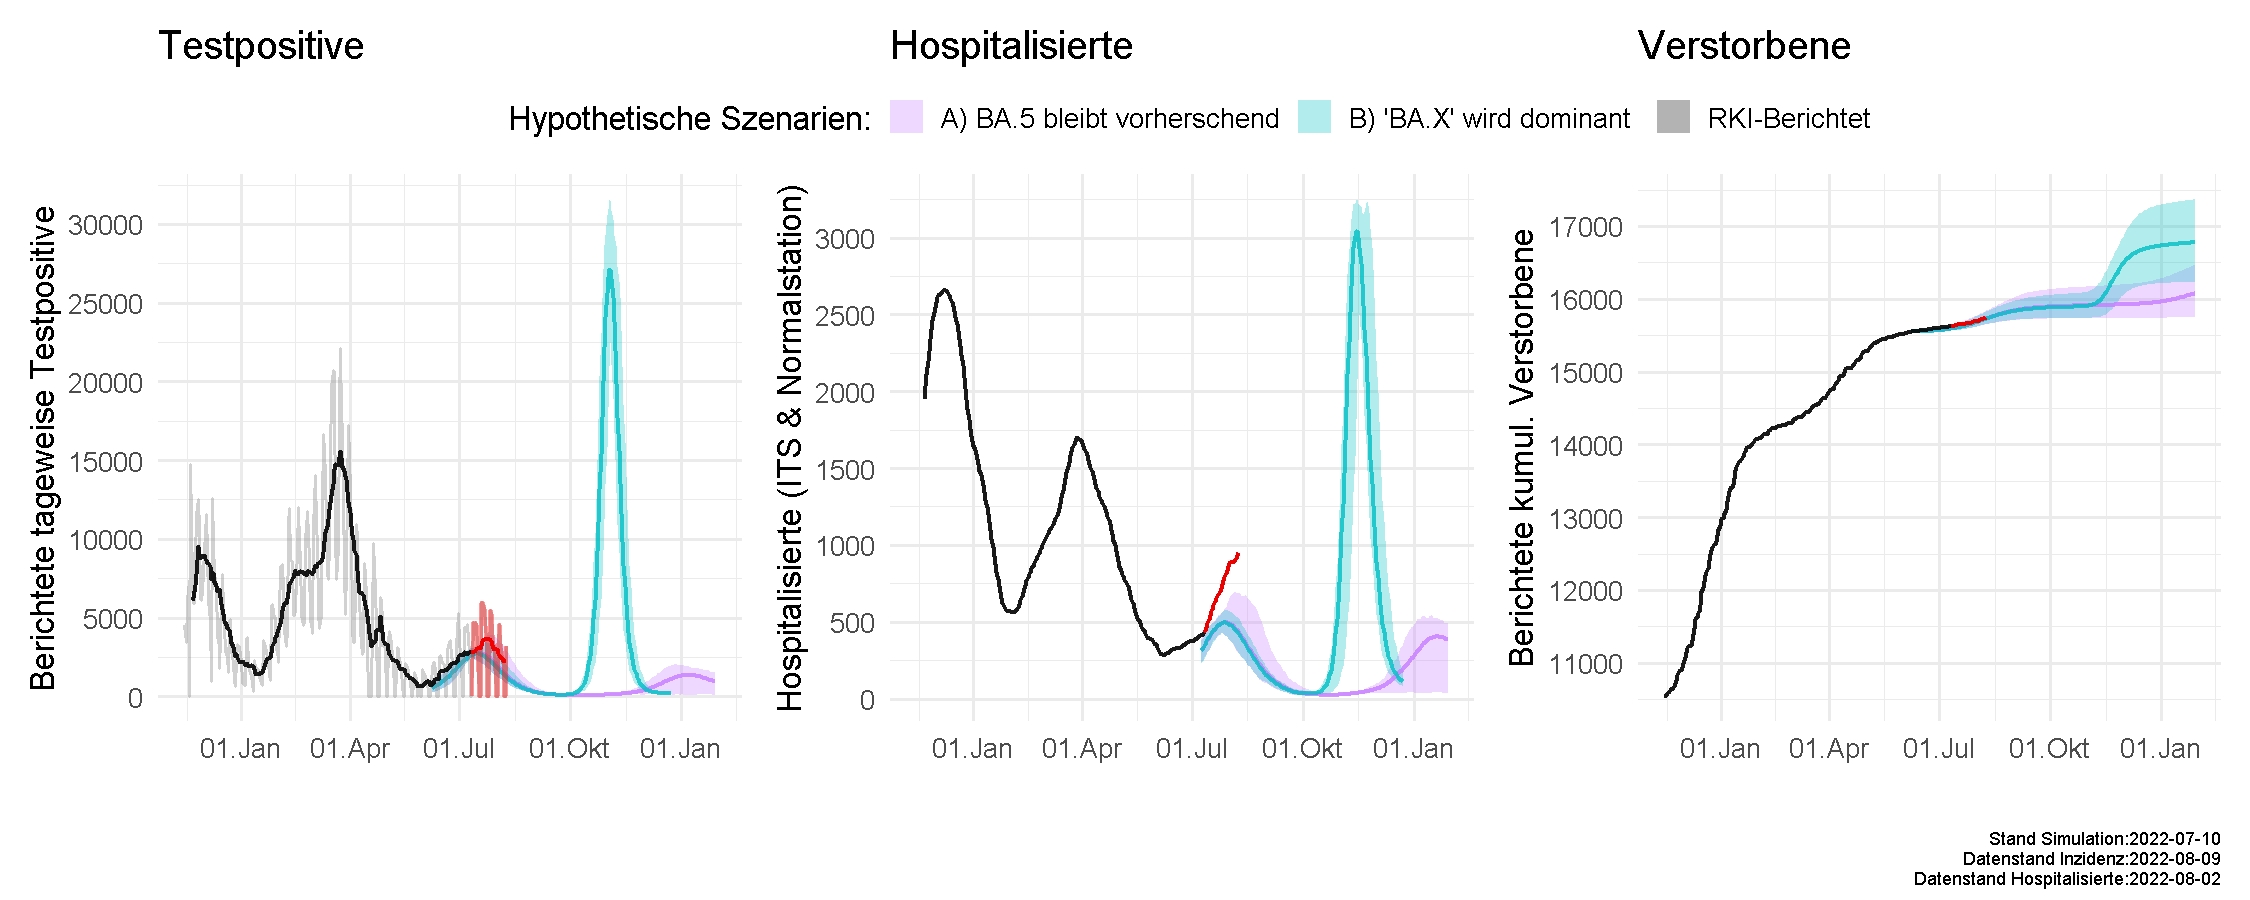 Testpositive
Hospitalisierte
Verstorbene
Hypothetische Szenarien:
A) BA.5 bleibt vorherschend
B) 'BA.X' wird dominant
RKI-Berichtet
Berichtete tageweise Testpositive
30000
25000
20000
15000
10000
5000
0
01.Jan
01.Apr
01.Jul
01.Okt
01.Jan
Hospitalisierte (ITS & Normalstation)
3000
2500
2000
1500
1000
500
0
01.Jan
01.Apr
01.Jul
01.Okt
01.Jan
Berichtete kumul. Verstorbene
17000
16000
15000
14000
13000
12000
11000
01.Jan
01.Apr
01.Jul
01.Okt
01.Jan
Stand Simulation:2022-07-10
Datenstand Inzidenz:2022-08-09
Datenstand Hospitalisierte:2022-08-02